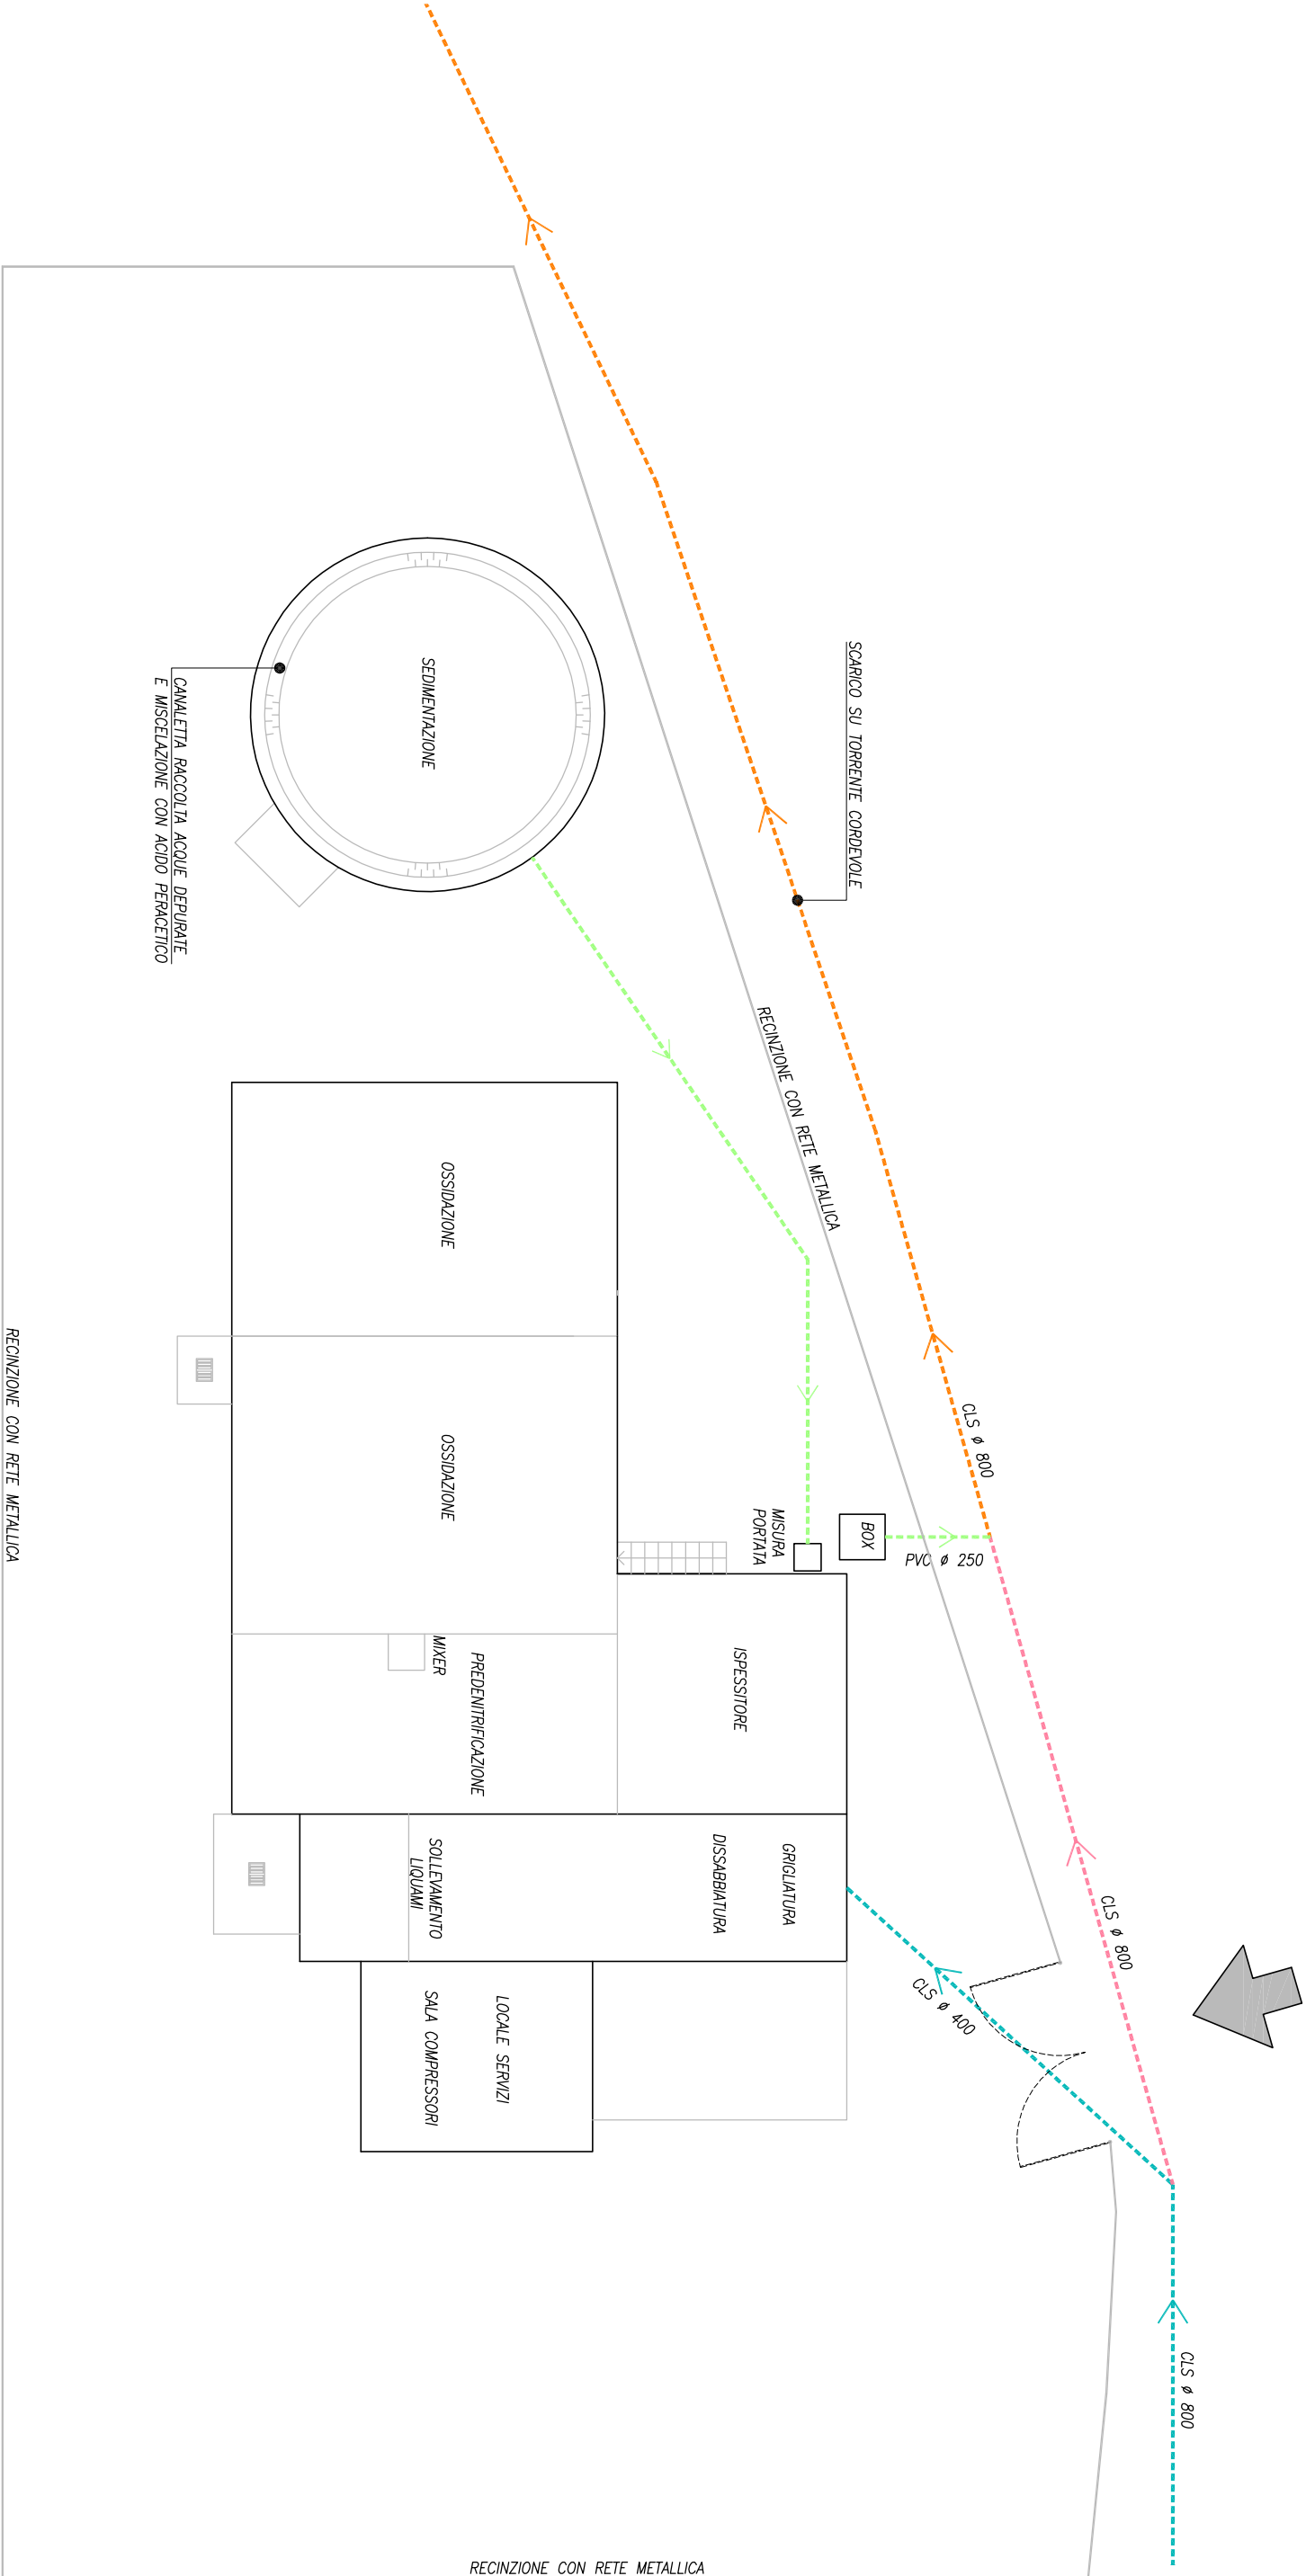 SCARICO SU TORRENTE CORDEVOLE
SEDIMENTAZIONE
CANALETTA RACCOLTA ACQUE DEPURATE
E MISCELAZIONE CON ACIDO PERACETICO
RECINZIONE CON RETE METALLICA
OSSIDAZIONE
RECINZIONE CON RETE METALLICA
CLS ø 800
OSSIDAZIONE
MISURA
PORTATA
BOX
PVC ø 250
ISPESSITORE
MIXER
PREDENITRIFICAZIONE
GRIGLIATURA
DISSABBIATURA
SOLLEVAMENTO
LIQUAMI
CLS ø 800
CLS ø 400
LOCALE SERVIZI
SALA COMPRESSORI
CLS ø 800
RECINZIONE CON RETE METALLICA